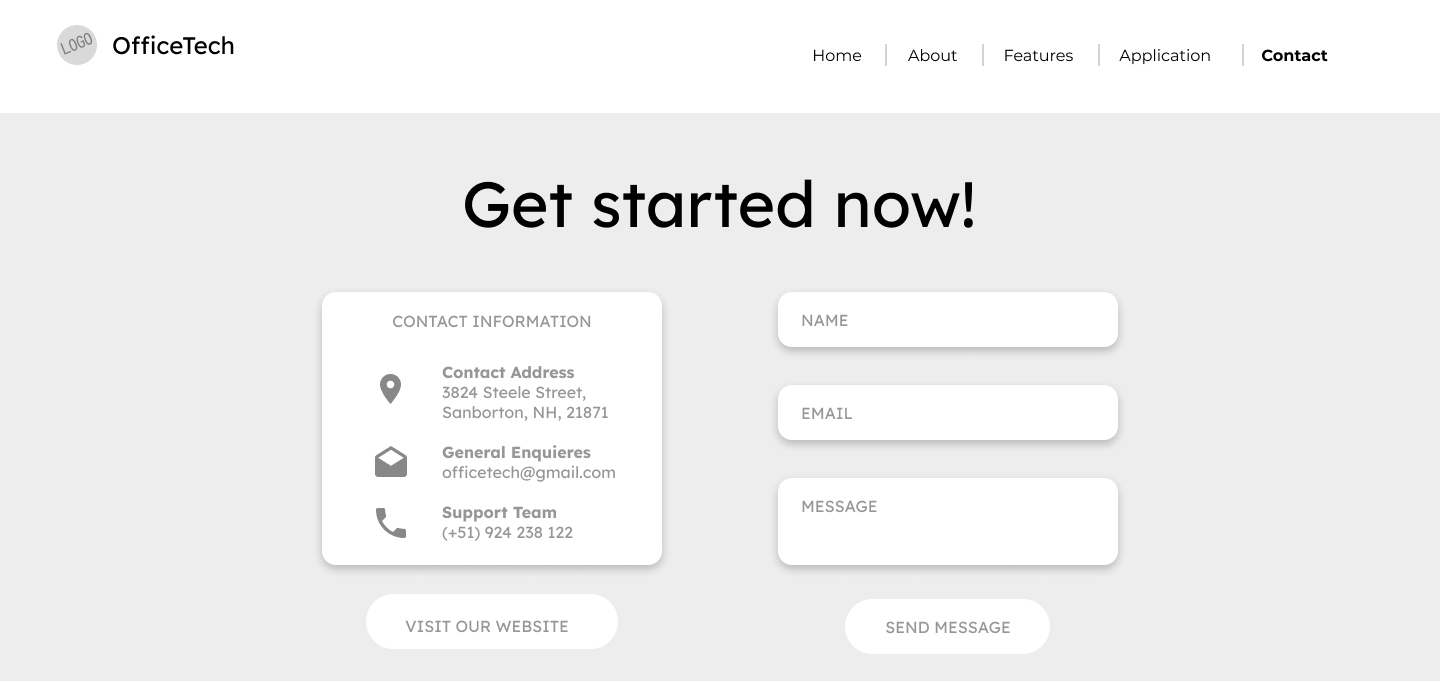 LOGO
OfficeTech
Home
About
Features
Application
Contact
Get started now!
CONTACT INFORMATION
Contact Address
3824 Steele Street,
Sanborton, NH, 21871
General Enquieres
officetech@gmail.com
Support Team
(+51) 924 238 122
VISIT OUR WEBSITE
NAME
EMAIL
MESSAGE
SEND MESSAGE